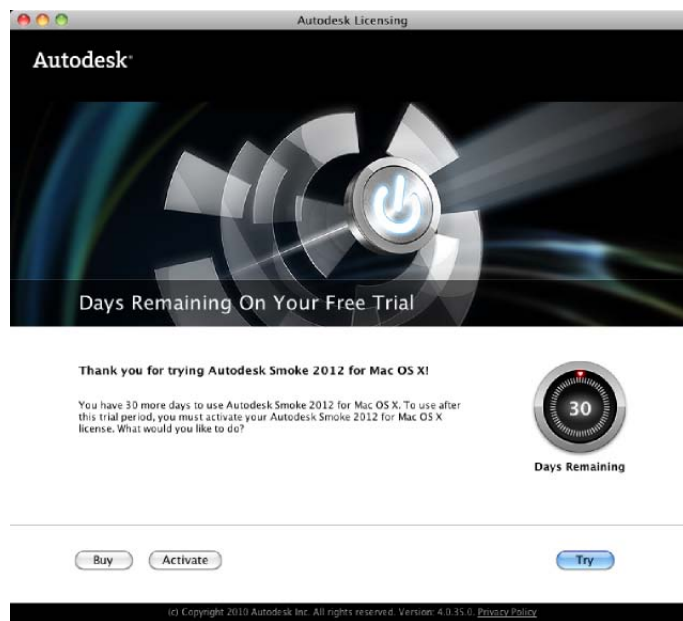 Autodesk Licensing
Autodesk®
Days Remaining On Your Free Trial
Thank you for trying Autodesk Smoke 2012 for Mac OS X!
You have 30 more days to use Autodesk Smoke 2012 for Mac OS X. To use after
this trial period, you must activate your Autodesk Smoke 2012 for Mac OS X
license. What would you like to do?
30
Days Remaining
Buy
Activate
Try
(c) Copyright 2010 Autodesk Inc. All rights reserved. Version: 4.0.35.0. Privacy Policy